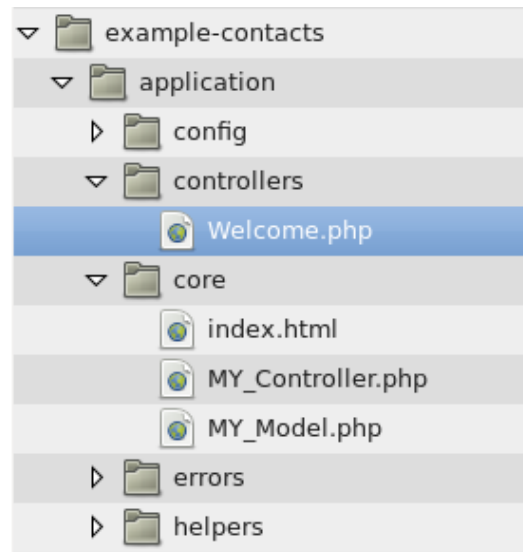 example-contacts
application
config
controllers
Welcome.php
core
index.html
MY_Controller.php
MY_Model.php
errors
helpers